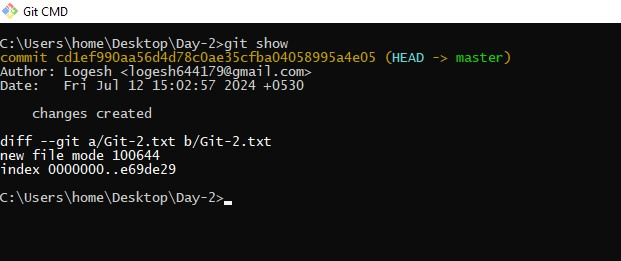 Git CMD
C:\Users\home\Desktop\Day-2>git show
commit cd1ef990aa56d4d78c0ae35cfba04058995a4e05 (HEAD -> master)
Author: Logesh <logesh644179@gmail.com>
Date:   Fri Jul 12 15:02:57 2024 +0530
    changes created
diff --git a/Git-2.txt b/Git-2.txt
new file mode 100644
index 0000000..e69de29
C:\Users\home\Desktop\Day-2>